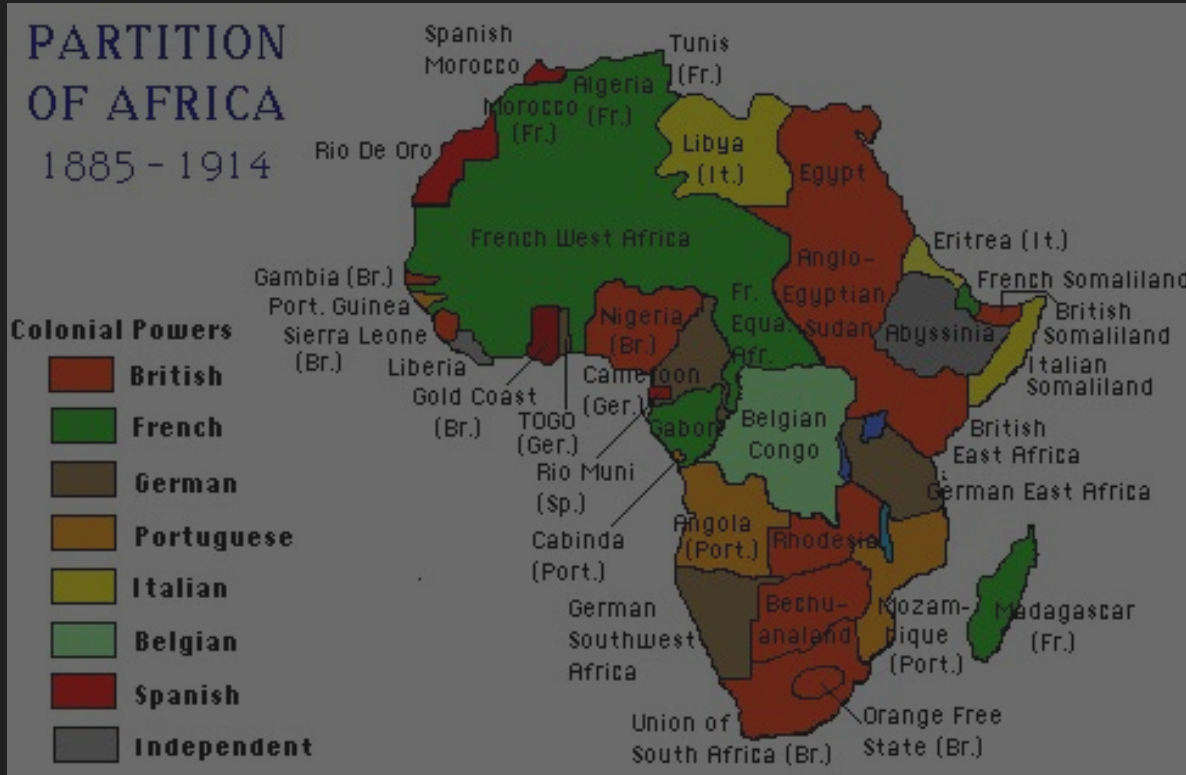 PARTITION
OF AFRICA
1885 - 1914
Spanish
Morocco
Tunis
(Fr.)
Algeria
(Fr.)
Morocco
(Fr.)
Rio De Oro
Libya
(It.)
Egypt
French West Africa
Eritrea (It.)
Anglo-
Egyptian
Sudan
French Somaliland
British
Somaliland
Abyssinia
Italian
Somaliland
Gambia (Br.)
Port. Guinea
Sierra Leone
(Br.)
Liberia
Gold Coast
(Br.)
TOGO
(Ger.)
Nigeria
(Br.)
Fr.
Equa.
Afr.
Cameroon
(Ger.)
Gabon
Rio Muni
(Sp.)
Cabinda
(Port.)
Belgian
Congo
British
East Africa
German East Africa
Angola
(Port.)
Rhodesia
German
Southwest
Africa
Bechu-
analand
Mozam-
bique
(Port.)
Madagascar
(Fr.)
Union of
South Africa (Br.)
Orange Free
State (Br.)
Colonial Powers
British
French
German
Portuguese
Italian
Belgian
Spanish
Independent